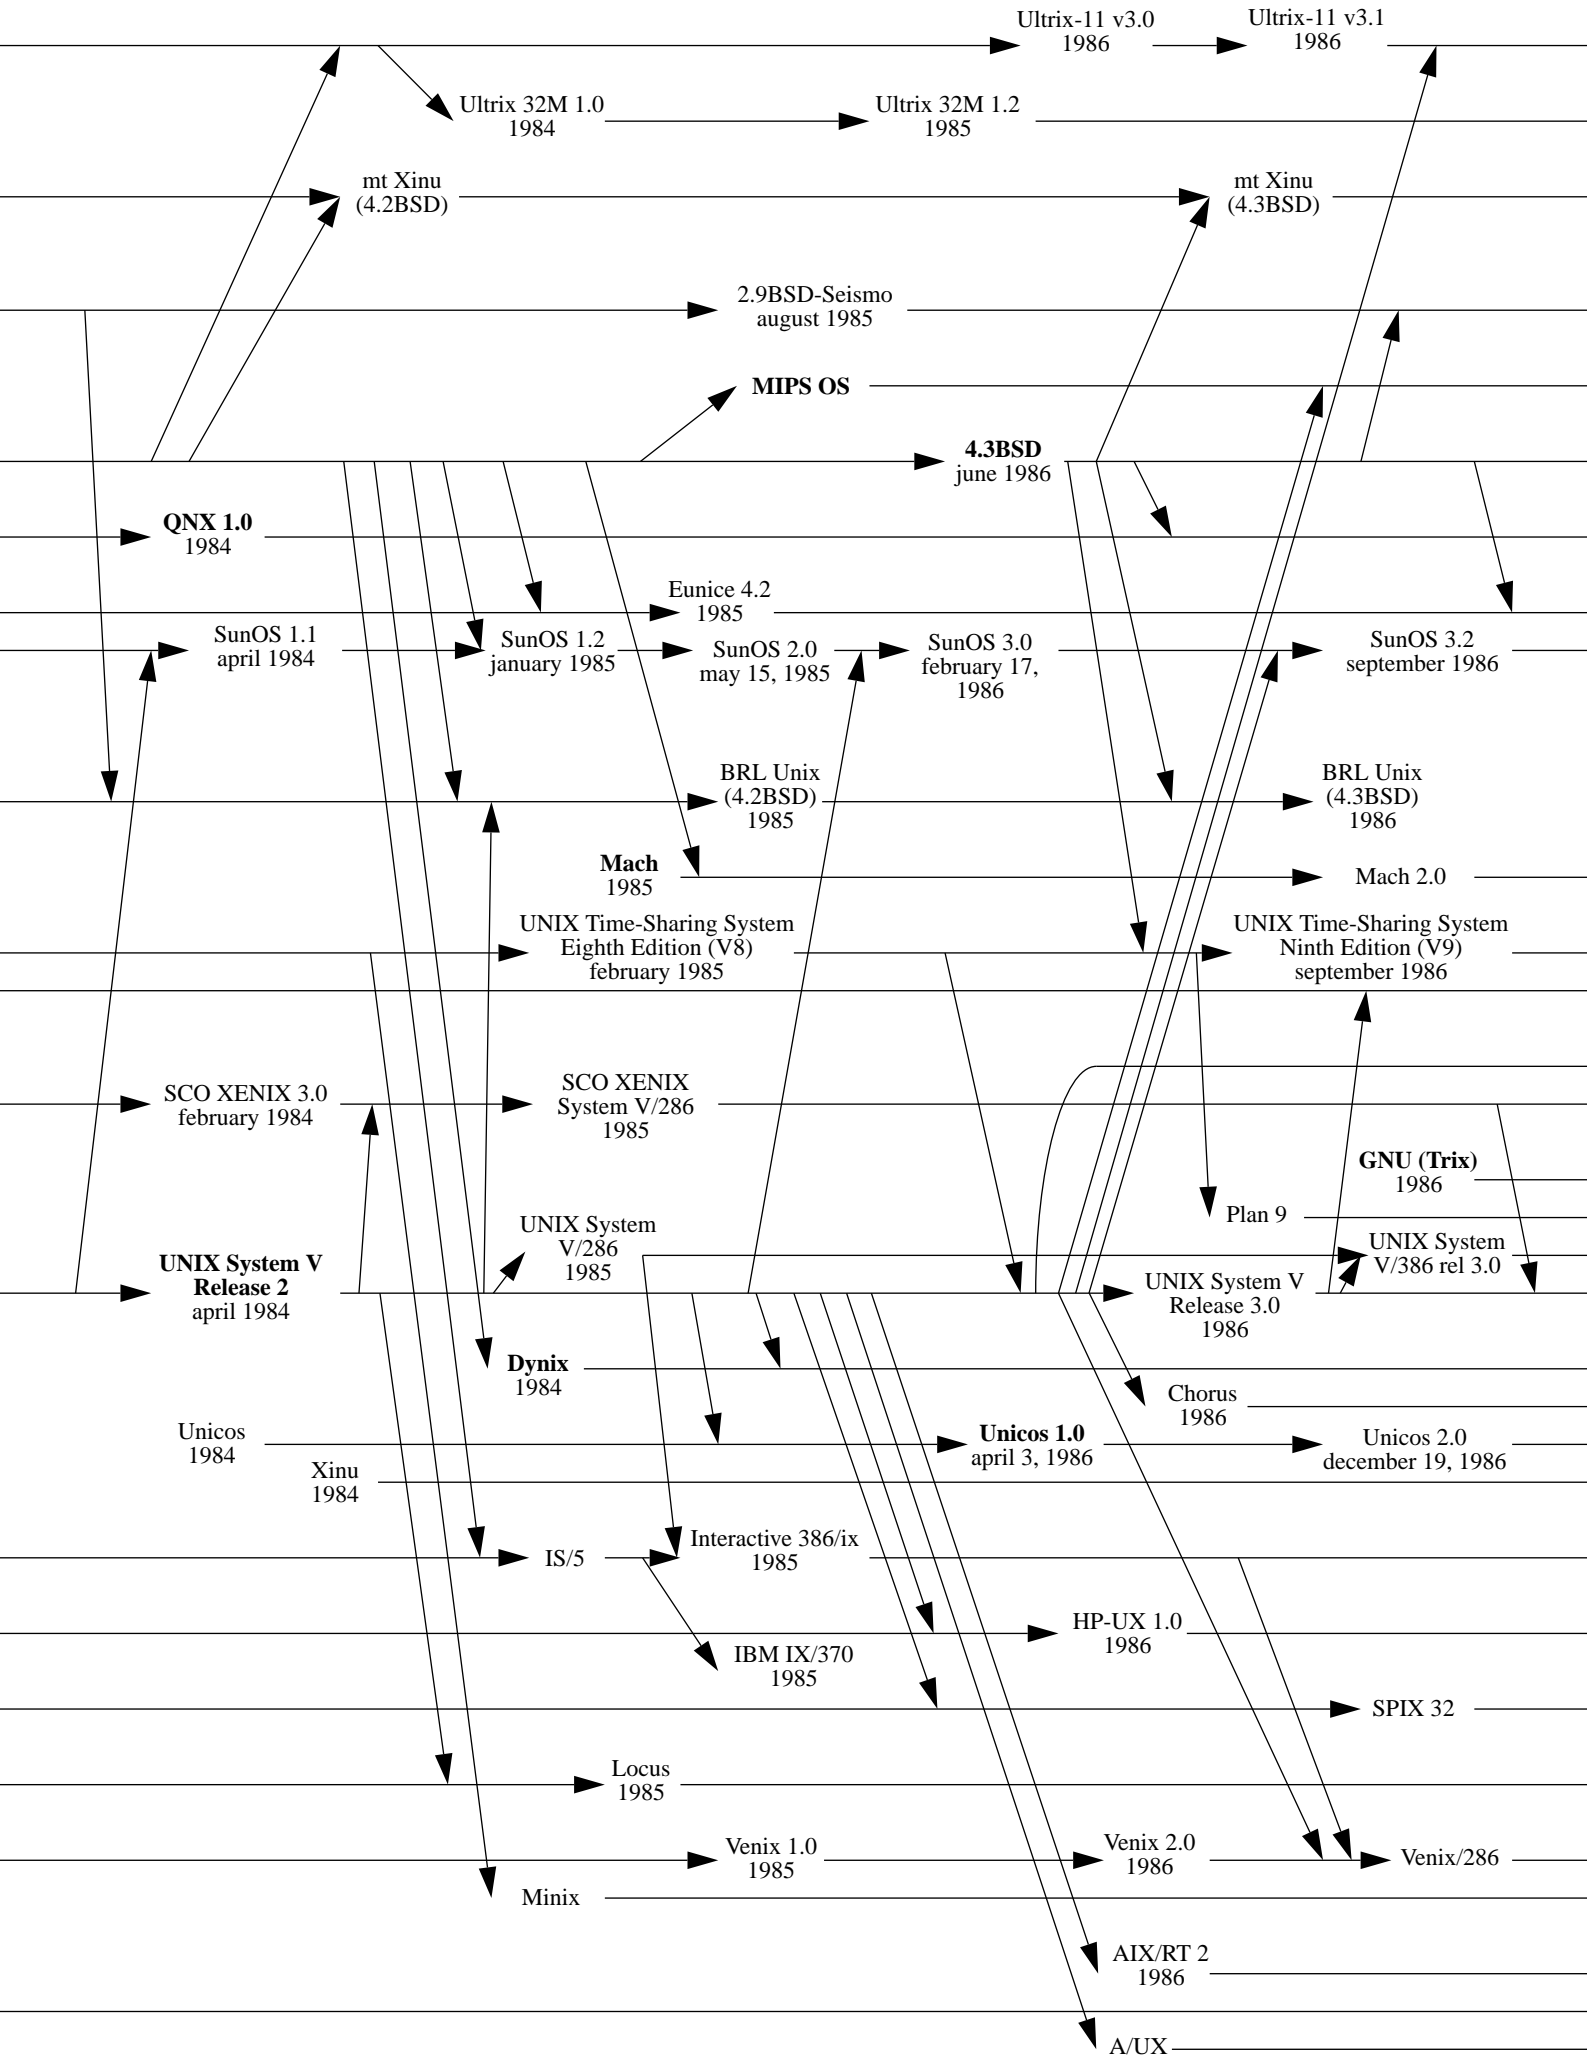 Ultrix-11 v3.0
1986
Ultrix-11 v3.1
1986
Ultrix 32M 1.0
1984
Ultrix 32M 1.2
1985
mt Xinu
(4.2BSD)
mt Xinu
(4.3BSD)
2.9BSD-Seismo
august 1985
MIPS OS
4.3BSD
june 1986
QNX 1.0
1984
Eunice 4.2
1985
SunOS 1.1
april 1984
SunOS 1.2
january 1985
SunOS 2.0
may 15, 1985
SunOS 3.0
february 17,
1986
SunOS 3.2
september 1986
BRL Unix
(4.2BSD)
1985
BRL Unix
(4.3BSD)
1986
Mach
1985
Mach 2.0
UNIX Time-Sharing System
Eighth Edition (V8)
february 1985
UNIX Time-Sharing System
Ninth Edition (V9)
september 1986
SCO XENIX 3.0
february 1984
SCO XENIX
System V/286
1985
GNU (Trix)
1986
Plan 9
UNIX System V
Release 2
april 1984
UNIX System
V/286
1985
UNIX System
V/386 rel 3.0
UNIX System V
Release 3.0
1986
Dynix
1984
Chorus
1986
Unicos
1984
Unicos 1.0
april 3, 1986
Unicos 2.0
december 19, 1986
Xinu
1984
IS/5
Interactive 386/ix
1985
HP-UX 1.0
1986
IBM IX/370
1985
SPIX 32
Locus
1985
Venix 1.0
1985
Venix 2.0
1986
Venix/286
Minix
AIX/RT 2
1986
A/UX